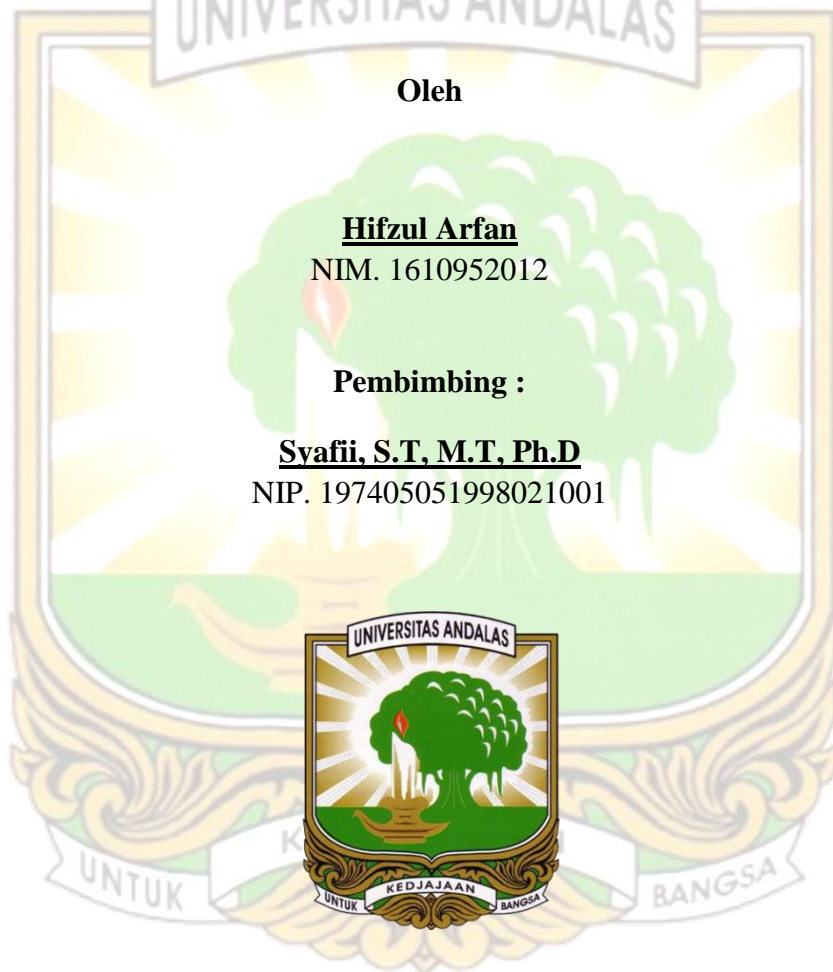 UNIVERSITAS ANDALAS
Oleh
Hifzul Arfan
NIM. 1610952012
Pembimbing :
Syafii, S.T, M.T, Ph.D
NIP. 197405051998021001
UNIVERSITAS ANDALAS
UNTUK KEDJAJAAN BANGSA
UNTUK BANGSA